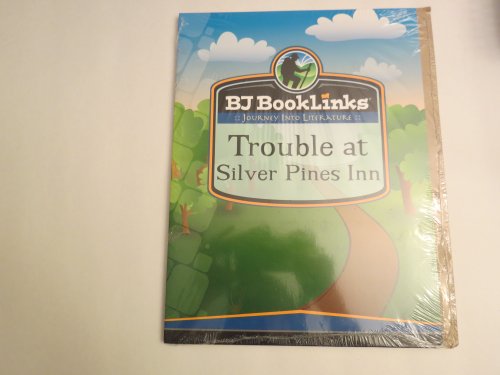 BJ BookLinks®
:: Journey Into Literature ::
Trouble at
Silver Pines Inn